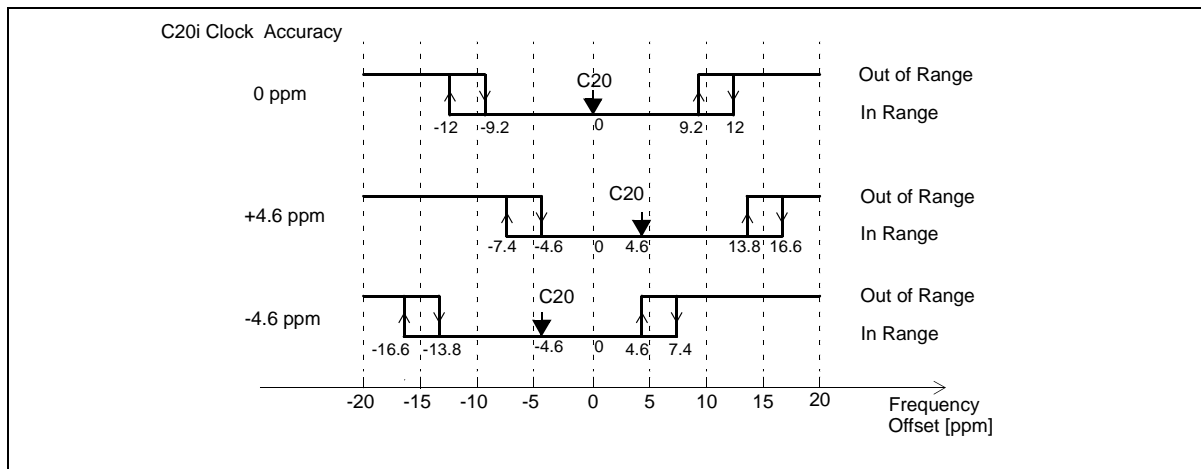 C20i Clock Accuracy
0 ppm
C20
Out of Range
In Range
-12 -9.2 0 9.2 12
+4.6 ppm
C20
Out of Range
In Range
-7.4 -4.6 0 4.6 13.8 16.6
-4.6 ppm
C20
Out of Range
In Range
-16.6 -13.8 -4.6 0 4.6 7.4
-20 -15 -10 -5 0 5 10 15 20
Frequency
Offset [ppm]